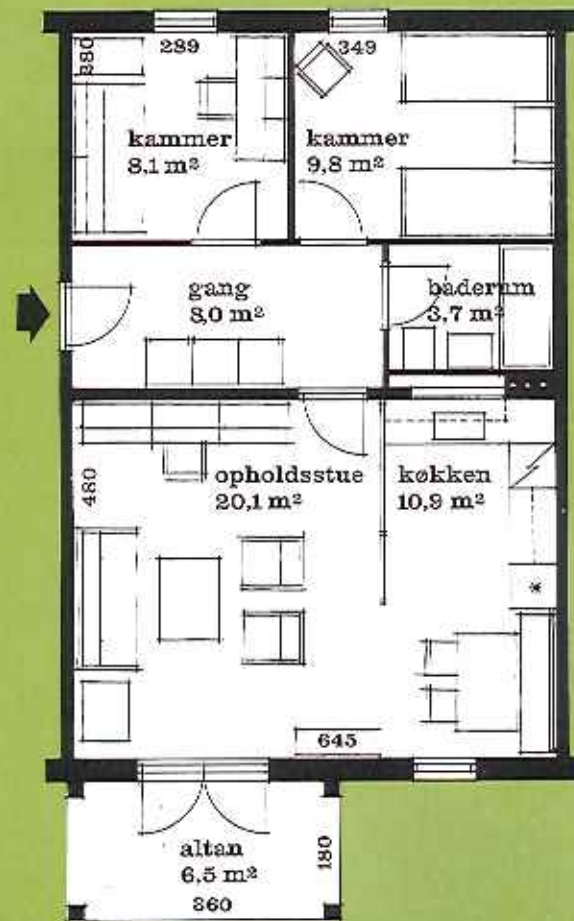 280
289
349
kammer
8,1 m²
kammer
9,8 m²
gang
8,0 m²
baderum
3,7 m²
480
opholdsstue
20,1 m²
køkken
10,9 m²
*
645
altan
6,5 m²
180
360